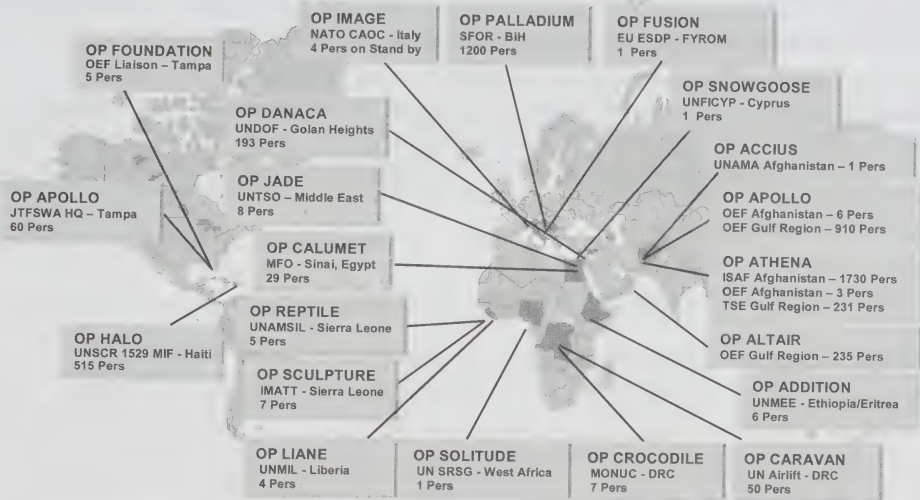 OP IMAGE
NATO CAOC - Italy
4 Pers on Stand by
OP PALLADIUM
SFOR - BiH
1200 Pers
OP FUSION
EU ESDP - FYROM
1 Pers
OP FOUNDATION
OEF Liaison – Tampa
5 Pers
OP SNOWGOOSE
UNFICYP - Cyprus
1 Pers
OP DANACA
UNDOF - Golan Heights
193 Pers
OP ACCIUS
UNAMA Afghanistan – 1 Pers
OP JADE
UNTSO – Middle East
8 Pers
OP APOLLO
JTFSWA HQ – Tampa
60 Pers
OP APOLLO
OEF Afghanistan – 6 Pers
OEF Gulf Region – 910 Pers
OP CALUMET
MFO - Sinai, Egypt
29 Pers
OP ATHENA
ISAF Afghanistan – 1730 Pers
OEF Afghanistan – 3 Pers
TSE Gulf Region – 231 Pers
OP REPTILE
UNAMSIL - Sierra Leone
5 Pers
OP HALO
UNSCR 1529 MIF - Haiti
515 Pers
OP ALTAIR
OEF Gulf Region – 235 Pers
OP SCULPTURE
IMATT - Sierra Leone
7 Pers
OP ADDITION
UNMEE - Ethiopia/Eritrea
6 Pers
OP LIANE
UNMIL - Liberia
4 Pers
OP SOLITUDE
UN SRSG - West Africa
1 Pers
OP CROCODILE
MONUC - DRC
7 Pers
OP CARAVAN
UN Airlift - DRC
50 Pers